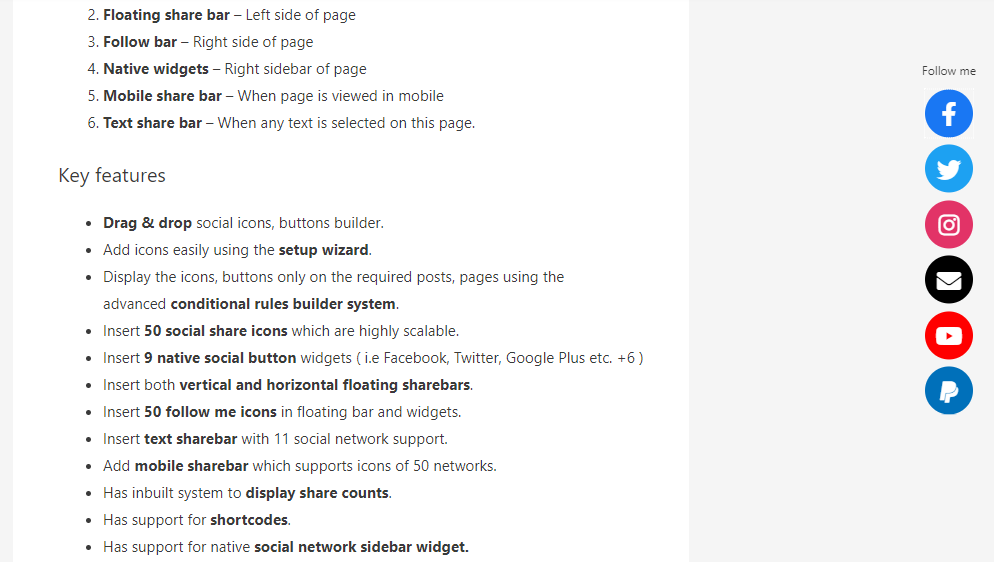 2. Floating share bar – Left side of page
3. Follow bar – Right side of page
4. Native widgets – Right sidebar of page
5. Mobile share bar – When page is viewed in mobile
6. Text share bar – When any text is selected on this page.
Follow me
Key features
• Drag & drop social icons, buttons builder.
• Add icons easily using the setup wizard.
• Display the icons, buttons only on the required posts, pages using the
advanced conditional rules builder system.
• Insert 50 social share icons which are highly scalable.
• Insert 9 native social button widgets ( i.e Facebook, Twitter, Google Plus etc. +6 )
• Insert both vertical and horizontal floating sharebars.
• Insert 50 follow me icons in floating bar and widgets.
• Insert text sharebar with 11 social network support.
• Add mobile sharebar which supports icons of 50 networks.
• Has inbuilt system to display share counts.
• Has support for shortcodes.
• Has support for native social network sidebar widget.